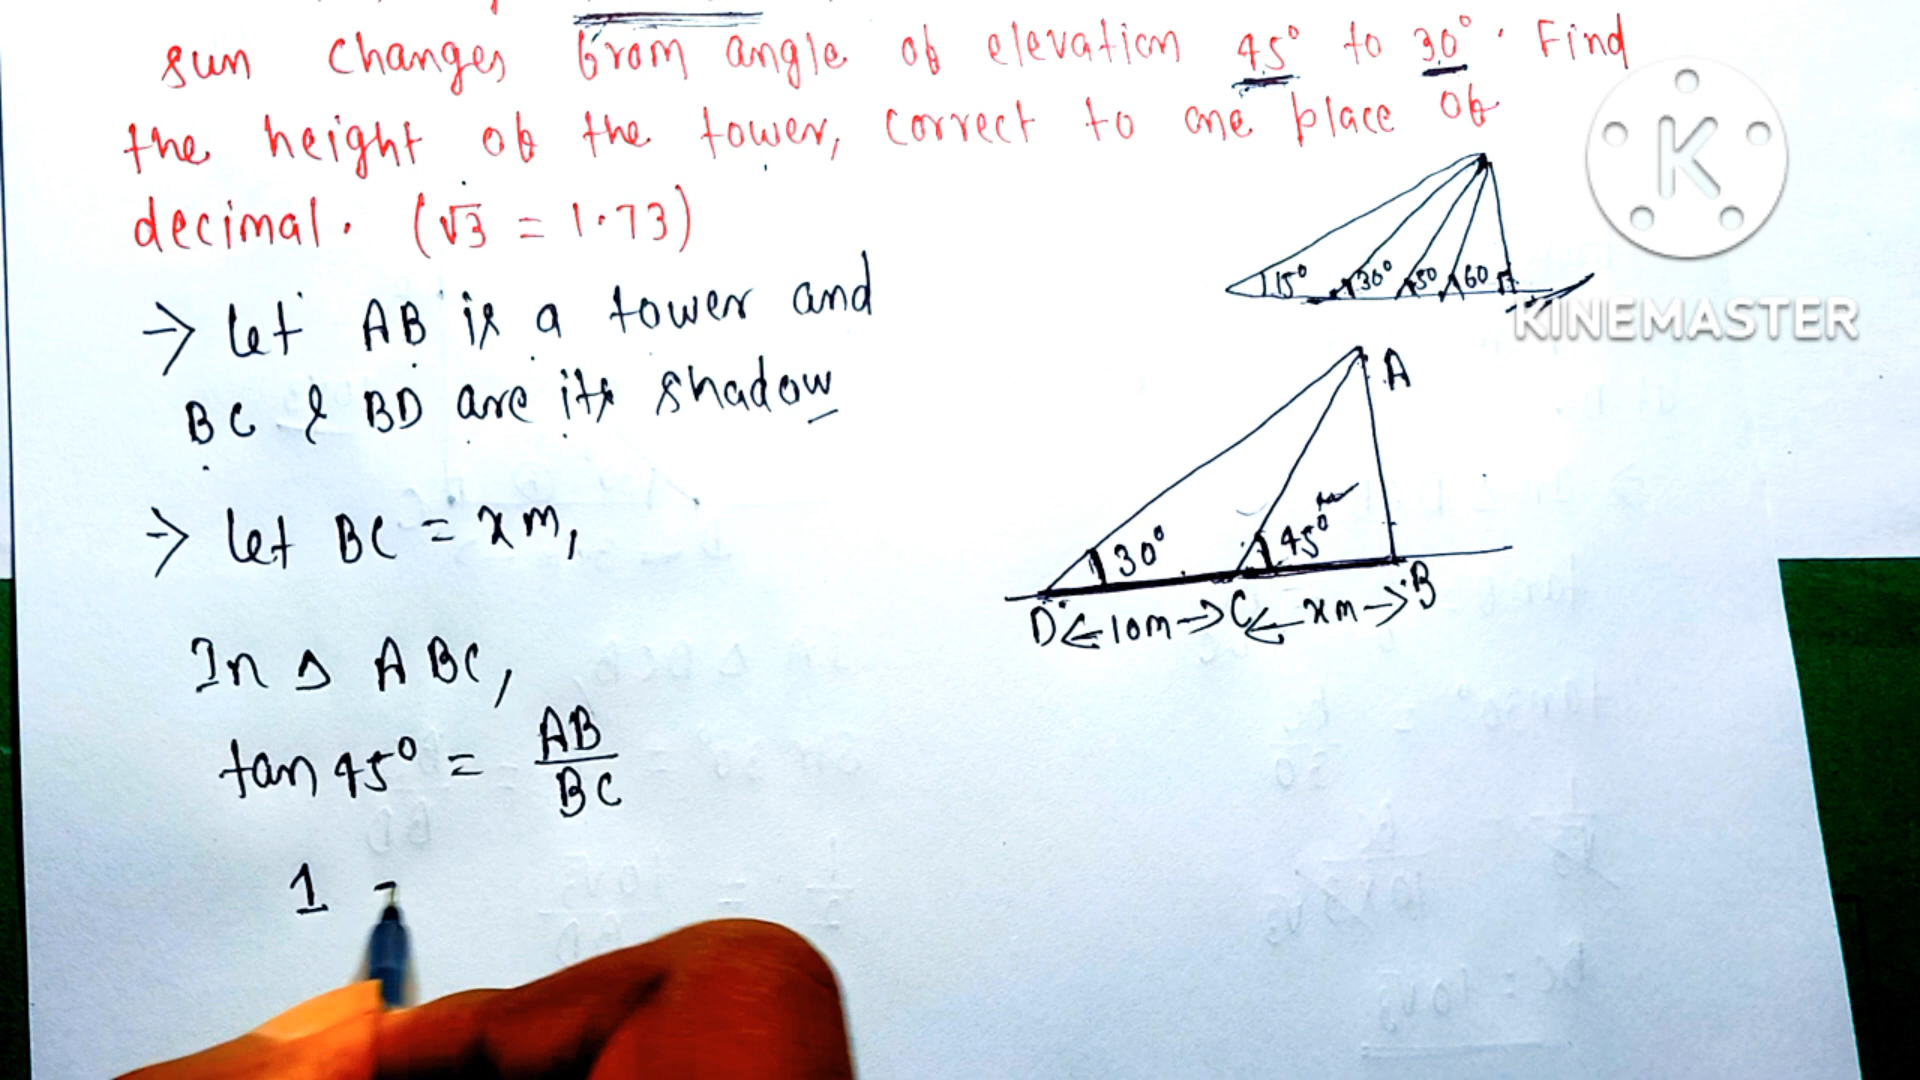 sun changes from angle of elevation 45° to 30°. Find
the height of the tower, correct to one place of
decimal. (√3 = 1.73)
→ Let AB is a tower and
BC & BD are its shadow
→ Let BC = x m,
In Δ ABC,
tan 45° = AB/BC
1 =
15° 30° 50 60
K
KINEMASTER
A
30° 45°
D ← 10m → C ← x m → B